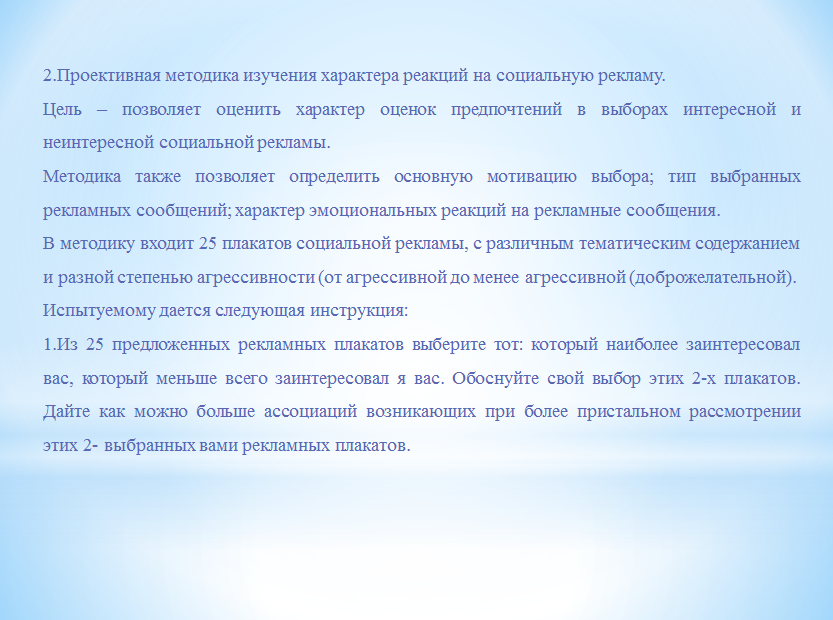 2.Проективная методика изучения характера реакций на социальную рекламу.
Цель – позволяет оценить характер оценок предпочтений в выборах интересной и
неинтересной социальной рекламы.
Методика также позволяет определить основную мотивацию выбора; тип выбранных
рекламных сообщений; характер эмоциональных реакций на рекламные сообщения.
В методику входит 25 плакатов социальной рекламы, с различным тематическим содержанием
и разной степенью агрессивности (от агрессивной до менее агрессивной (доброжелательной).
Испытуемому дается следующая инструкция:
1.Из 25 предложенных рекламных плакатов выберите тот: который наиболее заинтересовал
вас, который меньше всего заинтересовал я вас. Обоснуйте свой выбор этих 2-х плакатов.
Дайте как можно больше ассоциаций возникающих при более пристальном рассмотрении
этих 2- выбранных вами рекламных плакатов.